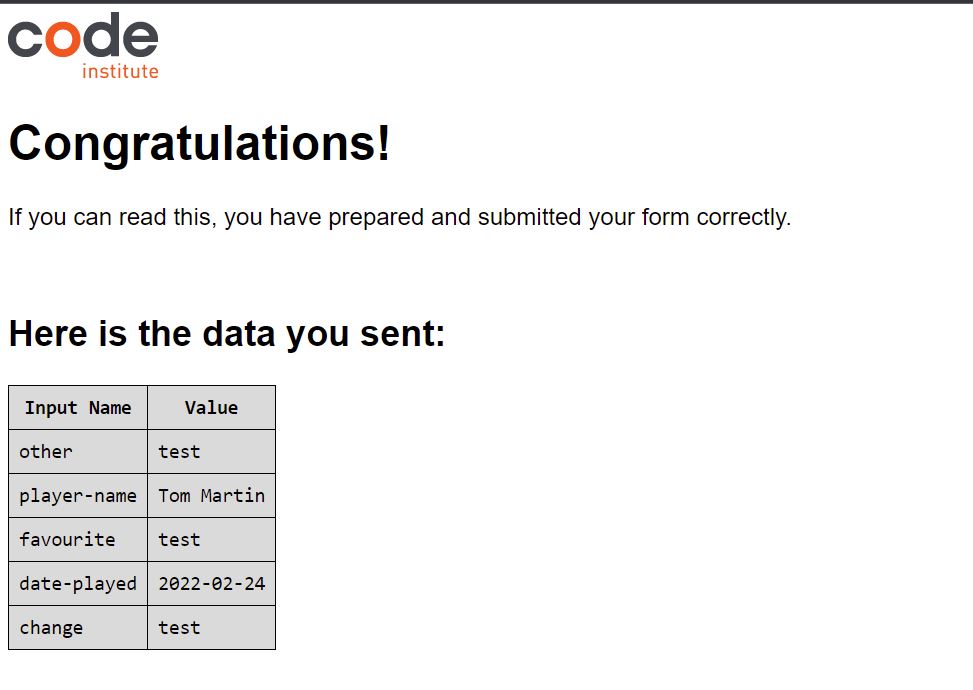 code
institute
Congratulations!
If you can read this, you have prepared and submitted your form correctly.
Here is the data you sent:
Input Name Value
other test
player-name Tom Martin
favourite test
date-played 2022-02-24
change test